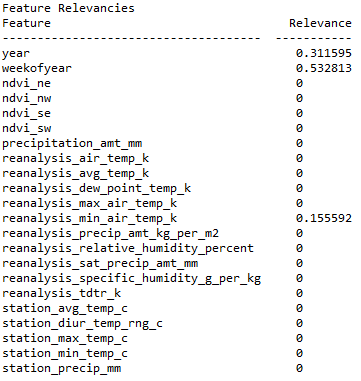 Feature Relevancies
Feature                              Relevance
-----------------------------------  -----------
year                                  0.311595
weekofyear                            0.532813
ndvi_ne                               0
ndvi_nw                               0
ndvi_se                               0
ndvi_sw                               0
precipitation_amt_mm                  0
reanalysis_air_temp_k                 0
reanalysis_avg_temp_k                 0
reanalysis_dew_point_temp_k           0
reanalysis_max_air_temp_k             0
reanalysis_min_air_temp_k             0.155592
reanalysis_precip_amt_kg_per_m2       0
reanalysis_relative_humidity_percent  0
reanalysis_sat_precip_amt_mm          0
reanalysis_specific_humidity_g_per_kg 0
reanalysis_tdtr_k                     0
station_avg_temp_c                    0
station_diur_temp_rng_c               0
station_max_temp_c                    0
station_min_temp_c                    0
station_precip_mm                     0